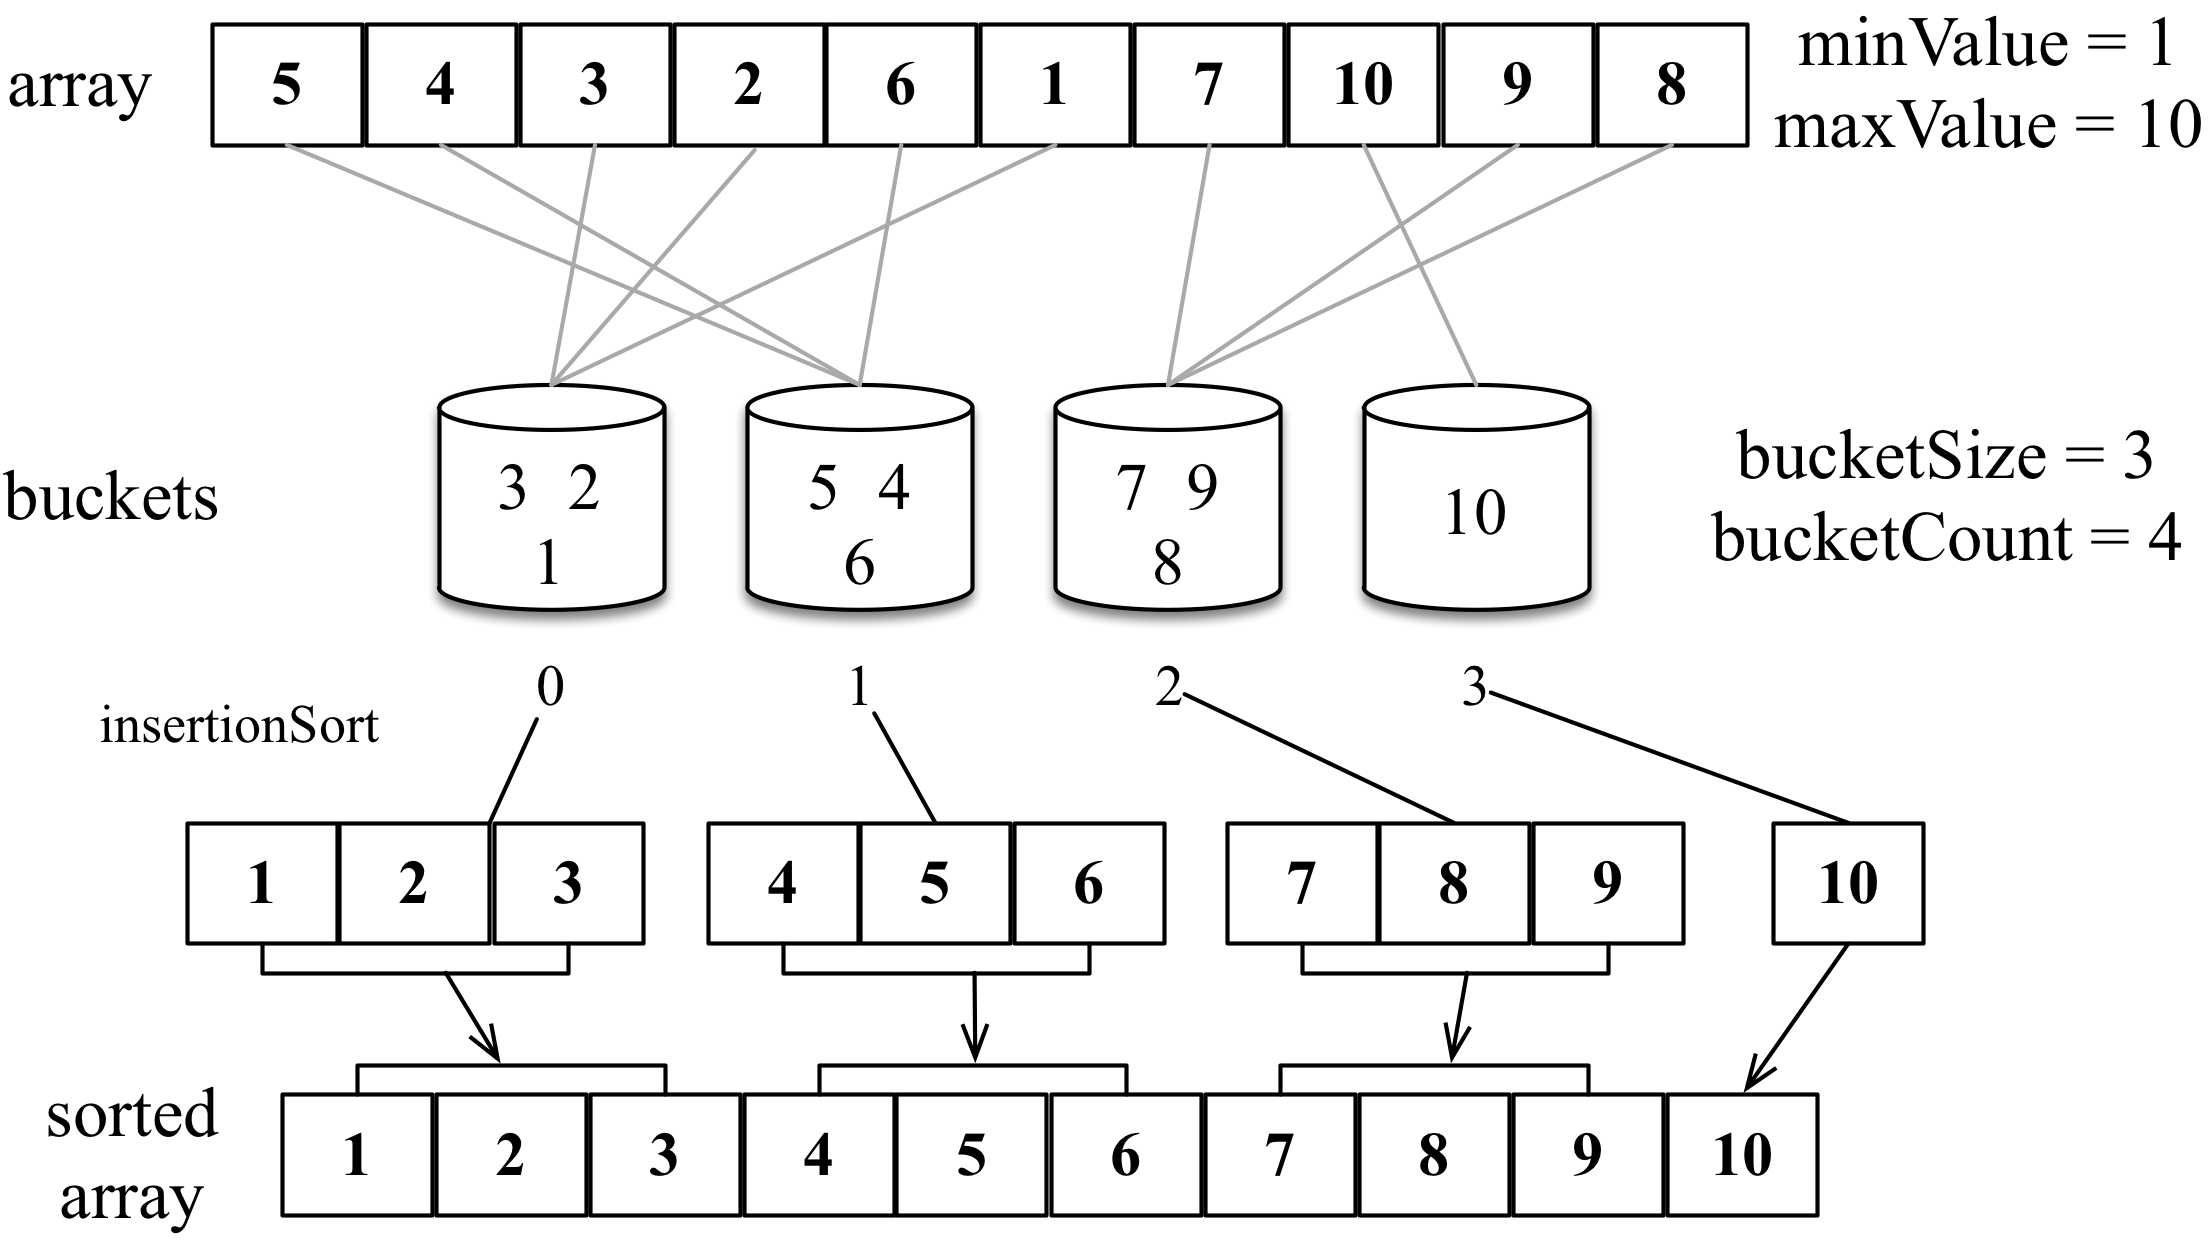 array 5 4 3 2 6 1 7 10 9 8
minValue = 1
maxValue = 10
buckets
3 2
1
5 4
6
7 9
8
10
bucketSize = 3
bucketCount = 4
0 1 2 3
insertionSort
1 2 3 4 5 6 7 8 9 10
sorted
array
1 2 3 4 5 6 7 8 9 10